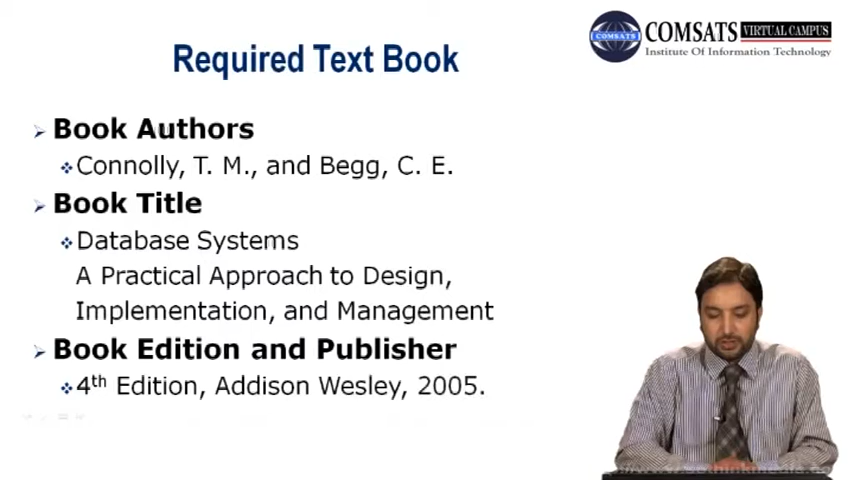 Required Text Book
COMSATS VIRTUAL CAMPUS
Institute Of Information Technology
COMSATS
Book Authors
Connolly, T. M., and Begg, C. E.
Book Title
Database Systems
A Practical Approach to Design,
Implementation, and Management
Book Edition and Publisher
4th Edition, Addison Wesley, 2005.